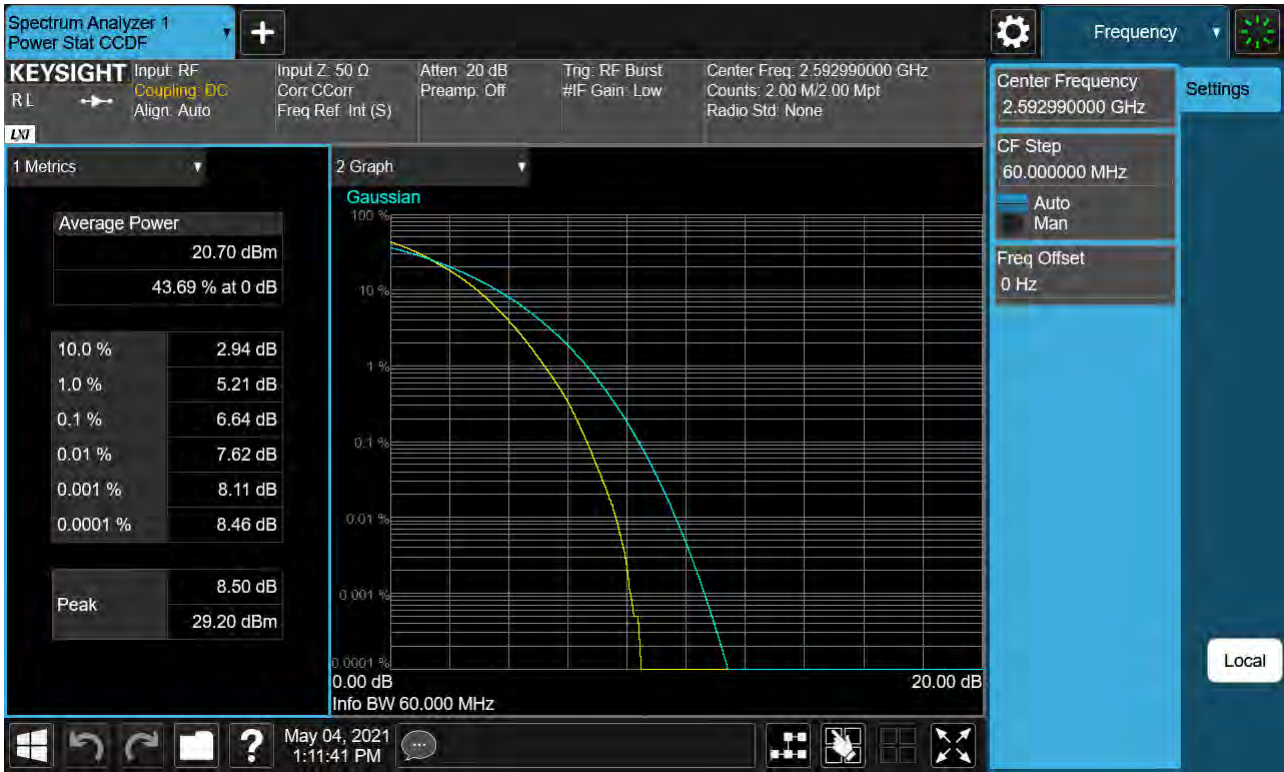 Spectrum Analyzer 1
Power Stat CCDF
+
Frequency
KEYSIGHT
RL
LXI
Input: RF
Coupling: DC
Align: Auto
Input Z: 50 Ω
Corr CCorr
Freq Ref: Int (S)
Atten: 20 dB
Preamp: Off
Trig: RF Burst
#IF Gain: Low
Center Freq: 2.592990000 GHz
Counts: 2.00 M/2.00 Mpt
Radio Std: None
Center Frequency
2.592990000 GHz
Settings
CF Step
60.000000 MHz
Auto
Man
Freq Offset
0 Hz
Local
1 Metrics
Average Power
20.70 dBm
43.69 % at 0 dB
10.0 % 2.94 dB
1.0 % 5.21 dB
0.1 % 6.64 dB
0.01 % 7.62 dB
0.001 % 8.11 dB
0.0001 % 8.46 dB
Peak
8.50 dB
29.20 dBm
2 Graph
Gaussian
100 %
10 %
1 %
0.1 %
0.01 %
0.001 %
0.0001 %
0.00 dB 20.00 dB
Info BW 60.000 MHz
?
May 04, 2021
1:11:41 PM